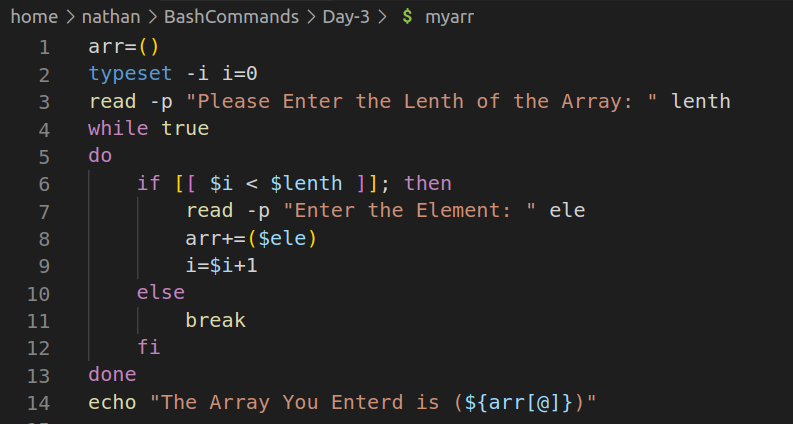 home > nathan > BashCommands > Day-3 > $ myarr
1 arr=()
2 typeset -i i=0
3 read -p "Please Enter the Lenth of the Array: " lenth
4 while true
5 do
6 if [[ $i < $lenth ]]; then
7 read -p "Enter the Element: " ele
8 arr+=($ele)
9 i=$i+1
10 else
11 break
12 fi
13 done
14 echo "The Array You Enterd is (${arr[@]})"